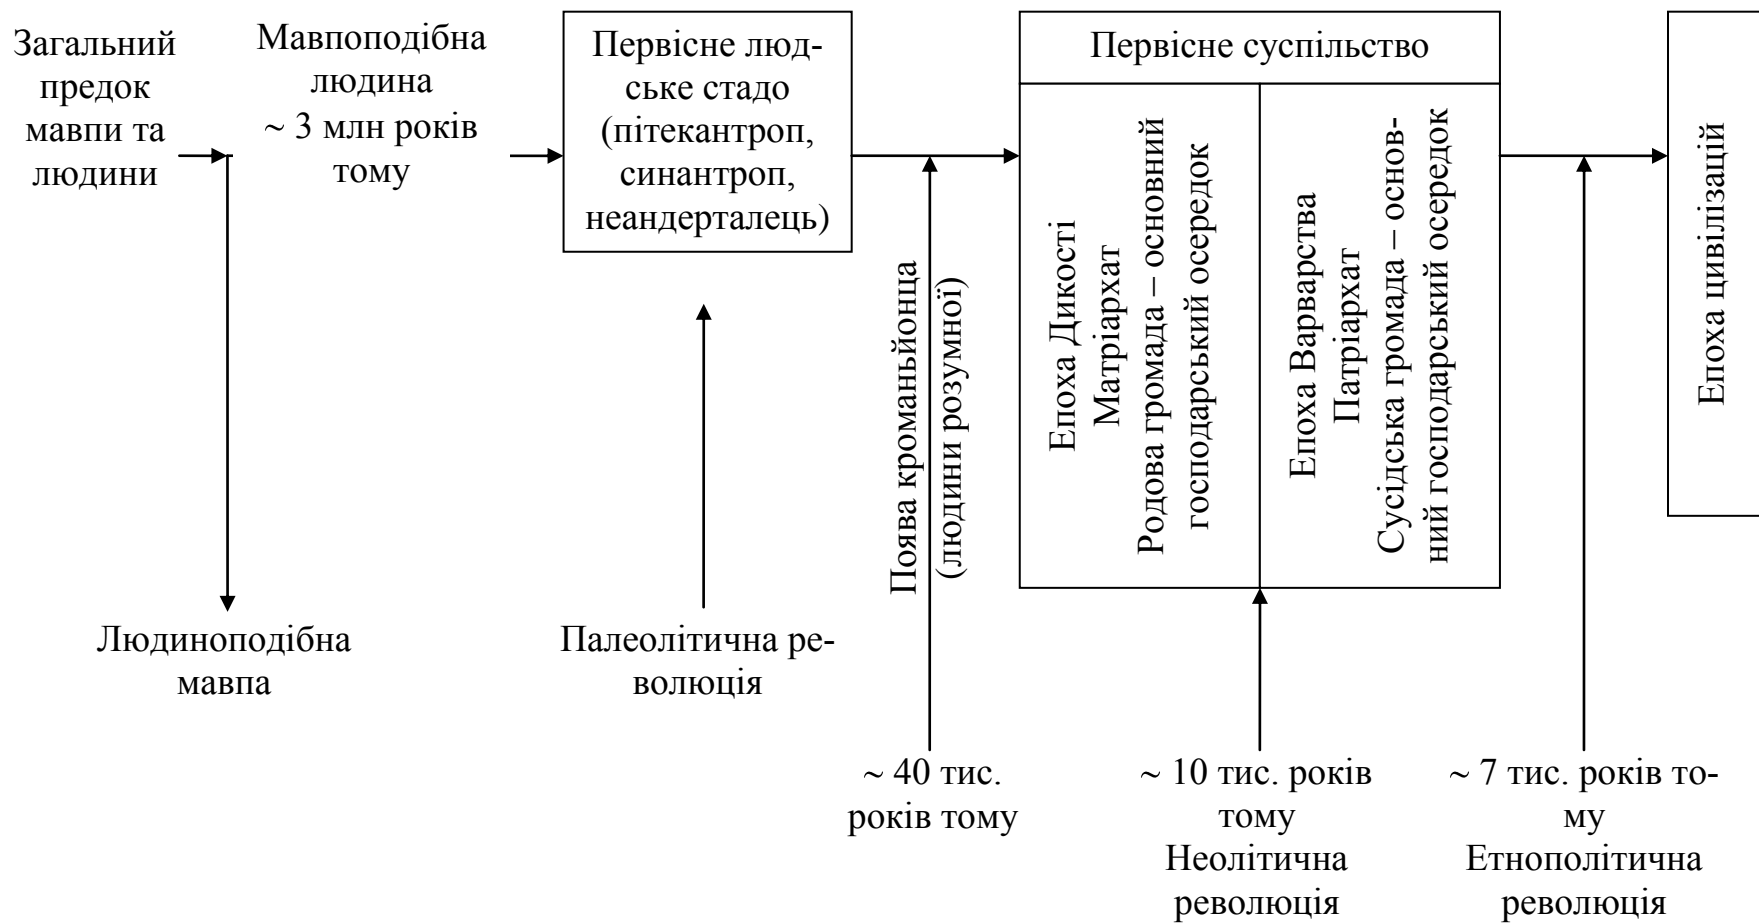 Загальний
предок
мавпи та
людини
Мавпоподібна
людина
~ 3 млн років
тому
Первісне люд-
ське стадо
(пітекантроп,
синантроп,
неандерталець)
Первісне суспільство
Епоха Дикості
Матріархат
Родова громада – основний
господарський осередок
Епоха Варварства
Патріархат
Сусідська громада – основ-
ний господарський осередок
Епоха цивілізацій
Поява кроманьйонця
(людини розумної)
Людиноподібна
мавпа
Палеолітична ре-
волюція
~ 40 тис.
років тому
~ 10 тис. років
тому
Неолітична
революція
~ 7 тис. років то-
му
Етнополітична
революція